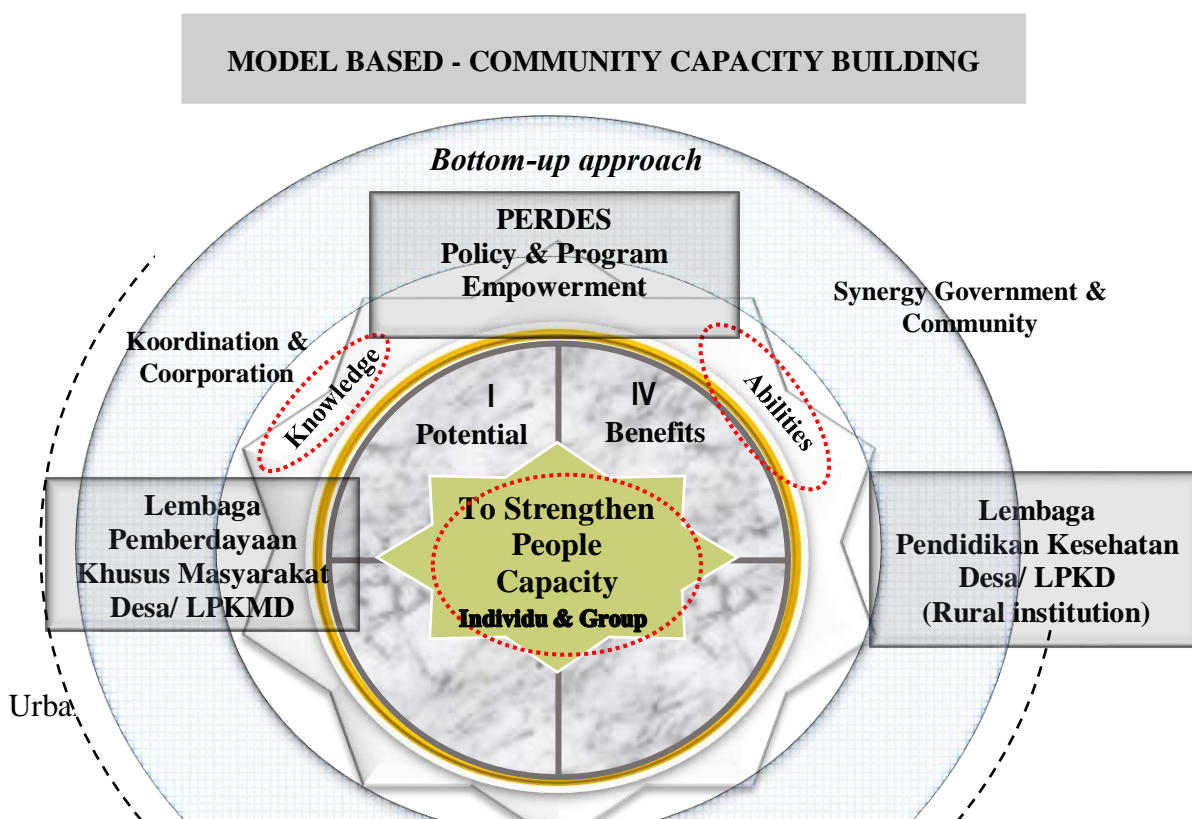 MODEL BASED - COMMUNITY CAPACITY BUILDING
Bottom-up approach
PERDES
Policy & Program
Empowerment
Synergy Government &
Community
Koordination &
Coorporation
Knowledge
Abilities
I
Potential
IV
Benefits
To Strengthen
People
Capacity
Individu & Group
Lembaga
Pemberdayaan
Khusus Masyarakat
Desa/ LPKMD
Lembaga
Pendidikan Kesehatan
Desa/ LPKD
(Rural institution)